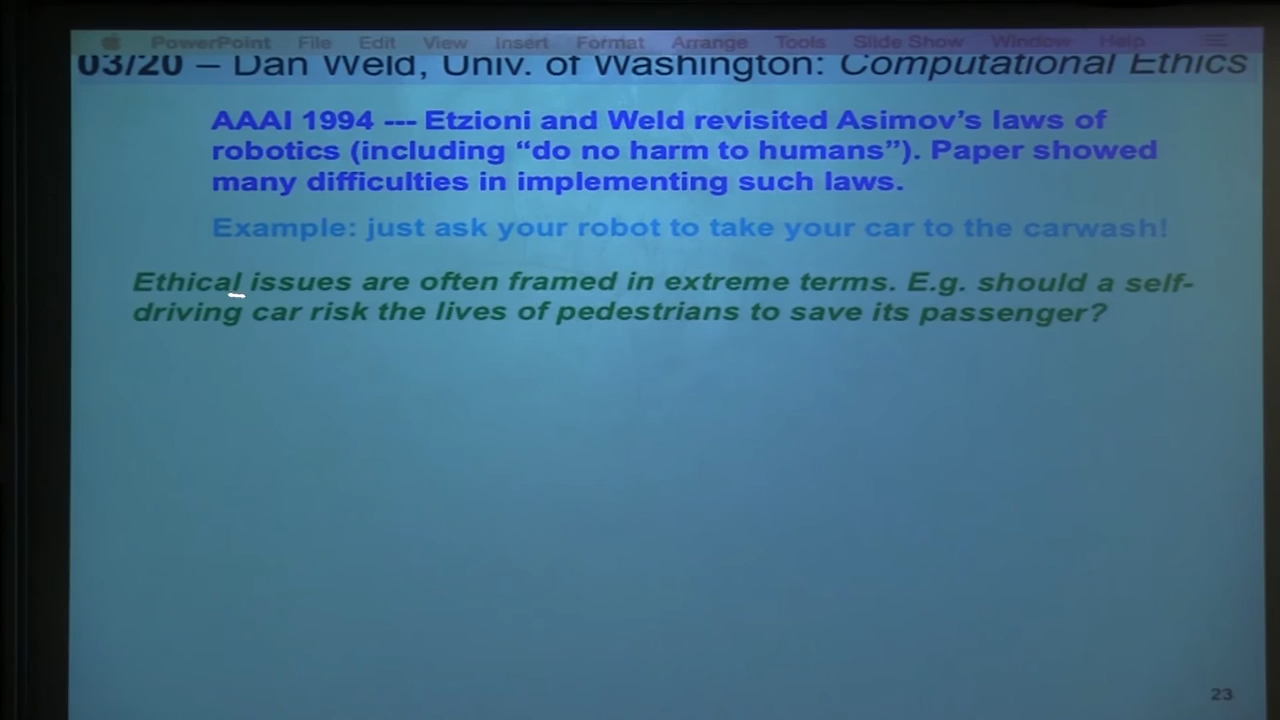 PowerPoint File Edit View Insert Format Arrange Tools Slide Show Window Help
03/20 – Dan Weld, Univ. of Washington: Computational Ethics
AAAI 1994 --- Etzioni and Weld revisited Asimov's laws of
robotics (including “do no harm to humans”). Paper showed
many difficulties in implementing such laws.
Example: just ask your robot to take your car to the carwash!
Ethical issues are often framed in extreme terms. E.g. should a self-
driving car risk the lives of pedestrians to save its passenger?
23